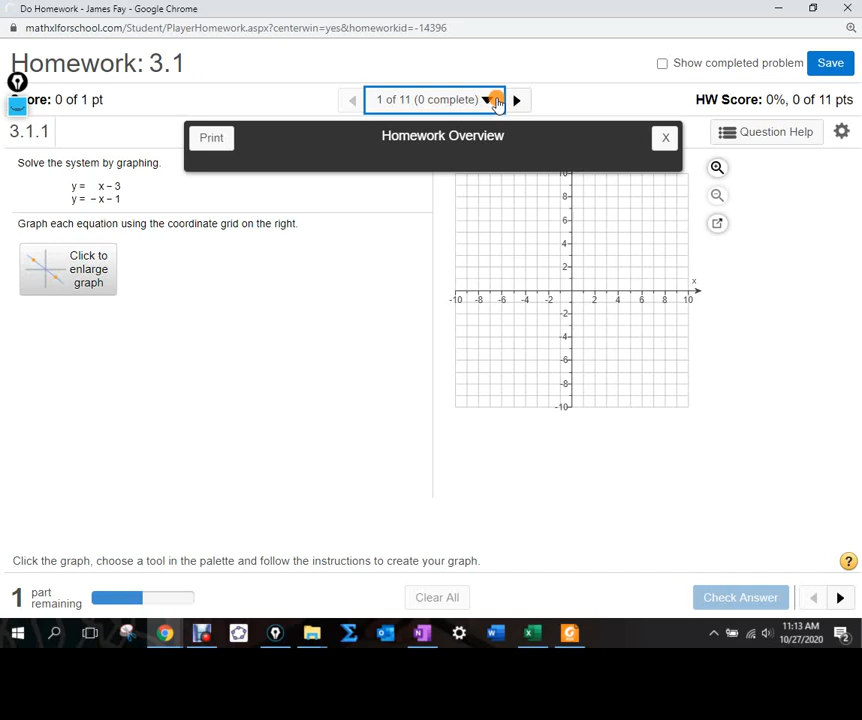 Do Homework - James Fay - Google Chrome
mathxlforschool.com/Student/PlayerHomework.aspx?centerwin=yes&homeworkid=-14396
Homework: 3.1
Show completed problem
Save
ore: 0 of 1 pt
1 of 11 (0 complete)
HW Score: 0%, 0 of 11 pts
3.1.1
Print
Homework Overview
X
Question Help
Solve the system by graphing.
y = x – 3
y = – x – 1
Graph each equation using the coordinate grid on the right.
Click to
enlarge
graph
10
8
6
4
2
x
-10 -8 -6 -4 -2 2 4 6 8 10
-2
-4
-6
-8
-10
Click the graph, choose a tool in the palette and follow the instructions to create your graph.
?
1 part
remaining
Clear All
Check Answer
11:13 AM
10/27/2020
2